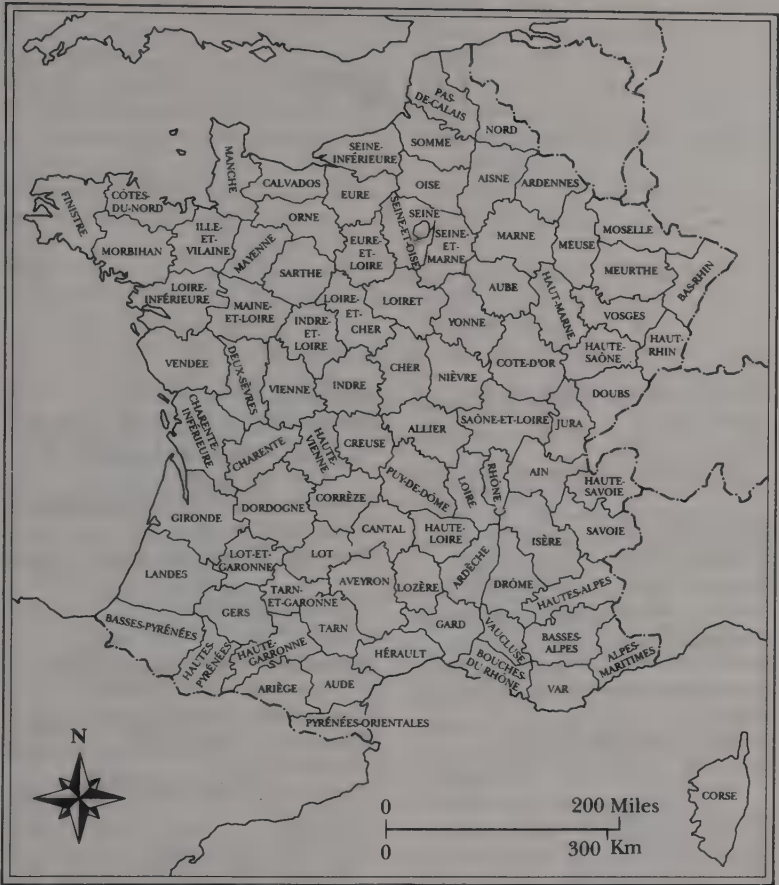 PAS-
DE-CALAIS
NORD
SOMME
SEINE-
INFÉRIEURE
MANCHE
CALVADOS
EURE
OISE
AISNE
ARDENNES
FINISTRE
CÔTES-
DU-NORD
ORNE
SEINE-ET-OISE
SEINE
SEINE-
ET-
MARNE
MARNE
MEUSE
MOSELLE
MEURTHE
BAS-RHIN
MORBIHAN
ILLE-
ET-
VILAINE
MAYENNE
SARTHE
EURE-
ET-
LOIRE
AUBE
HAUT-MARNE
VOSGES
LOIRE-
INFÉRIEURE
MAINE-
ET-LOIRE
INDRE-
ET-
LOIRE
LOIRE-
ET-
CHER
LOIRET
YONNE
HAUTE-
SAÔNE
HAUT-
RHIN
VENDÉE
DEUX-SÈVRES
VIENNE
INDRE
CHER
NIÈVRE
COTE-D'OR
DOUBS
CHARENTE
INFÉRIEURE
CHARENTE
HAUTE
VIENNE
CREUSE
ALLIER
SAÔNE-ET-LOIRE
JURA
PUY-DE-DÔME
LOIRE
RHÔNE
AIN
HAUTE-
SAVOIE
GIRONDE
DORDOGNE
CORRÈZE
CANTAL
HAUTE-
LOIRE
ARDÈCHE
ISÈRE
SAVOIE
LANDES
LOT-ET-
GARONNE
LOT
AVEYRON
LOZÈRE
DRÔME
HAUTES-ALPES
TARN-
ET-GARONNE
BASSES-PYRÉNÉES
GERS
TARN
GARD
VAUCLUSE
BASSES-
ALPES
ALPES-
MARITIMES
HAUTES-
PYRÉNÉES
HAUTE-
GARRONNE
HÉRAULT
BOUCHES-
DU RHÔNE
VAR
ARIÈGE
AUDE
PYRÉNÉES-ORIENTALES
N
CORSE
0 200 Miles
0 300 Km